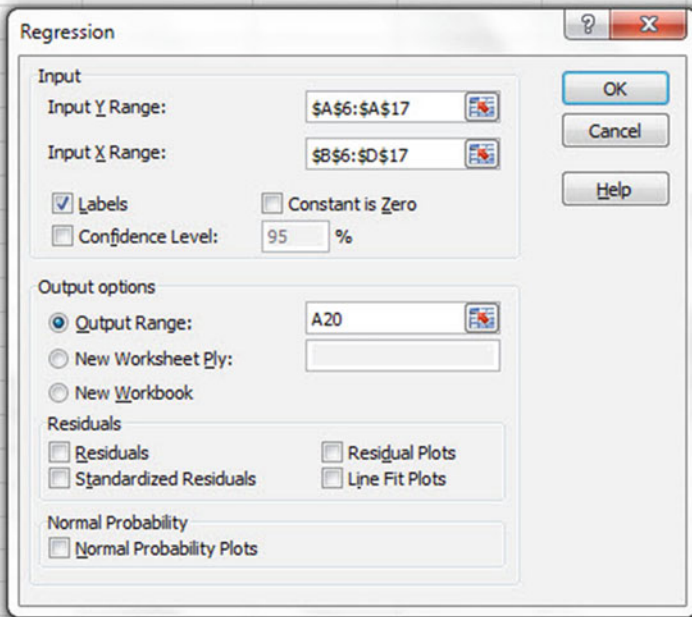 Regression
Input
Input Y Range: $A$6:$A$17
Input X Range: $B$6:$D$17
Labels Constant is Zero
Confidence Level: 95 %
OK
Cancel
Help
Output options
Output Range: A20
New Worksheet Ply:
New Workbook
Residuals
Residuals Residual Plots
Standardized Residuals Line Fit Plots
Normal Probability
Normal Probability Plots